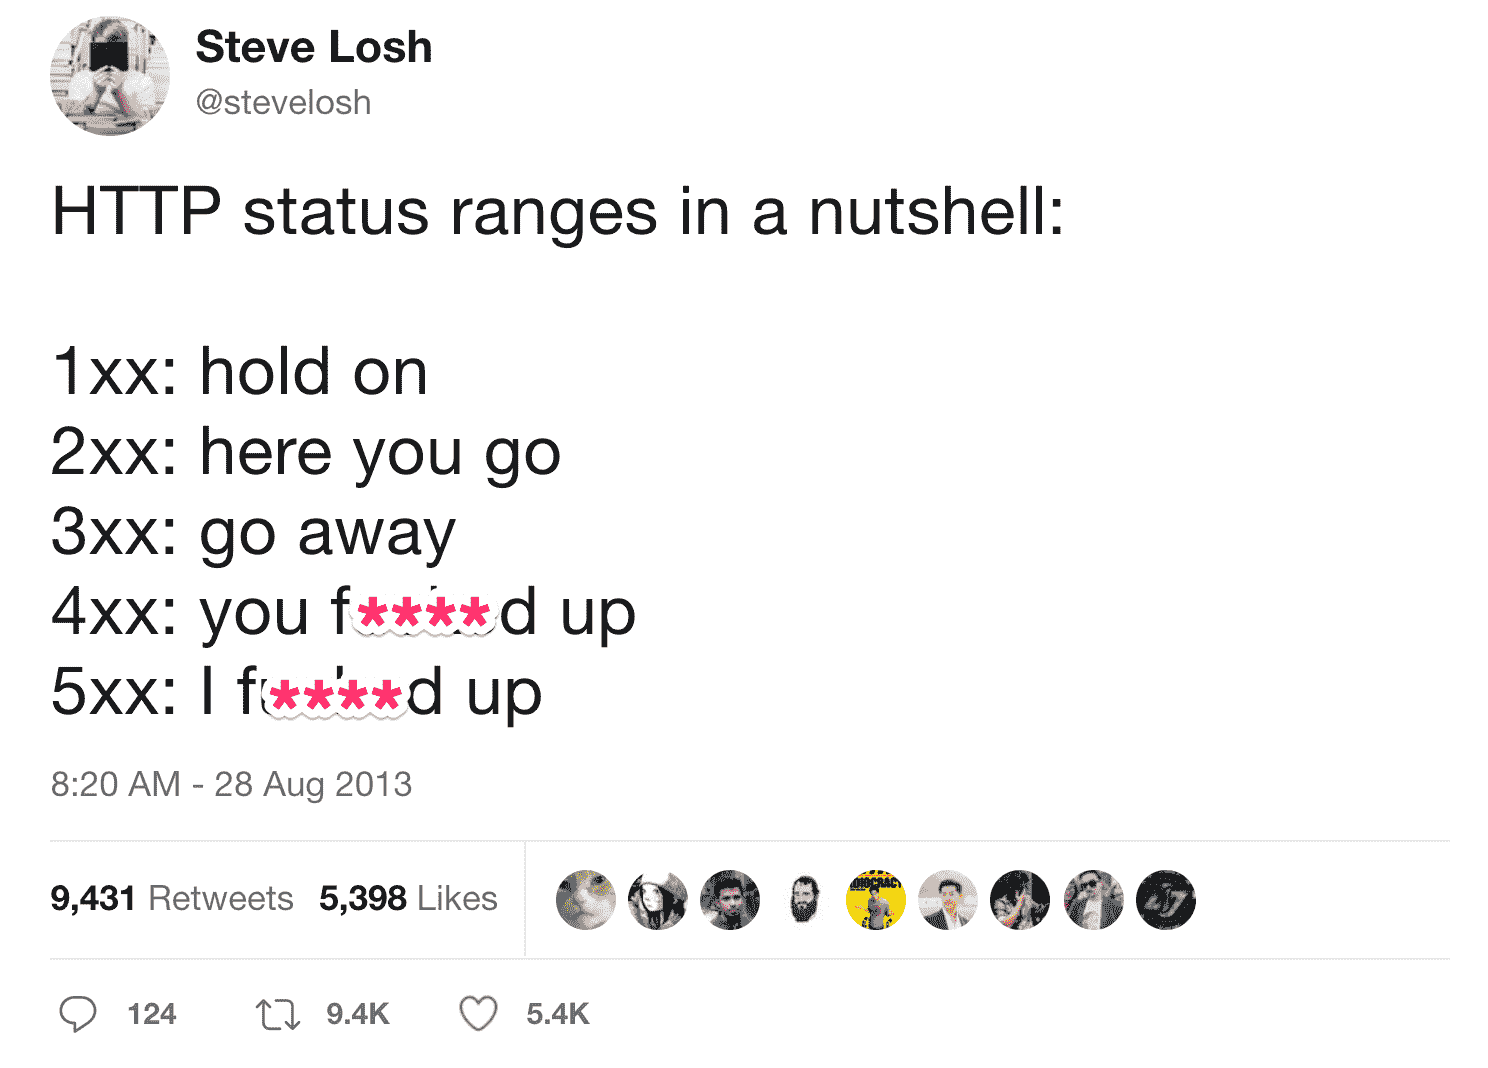 Steve Losh
@stevelosh
HTTP status ranges in a nutshell:
1xx: hold on
2xx: here you go
3xx: go away
4xx: you f****d up
5xx: I f****d up
8:20 AM - 28 Aug 2013
9,431 Retweets 5,398 Likes
124 9.4K 5.4K